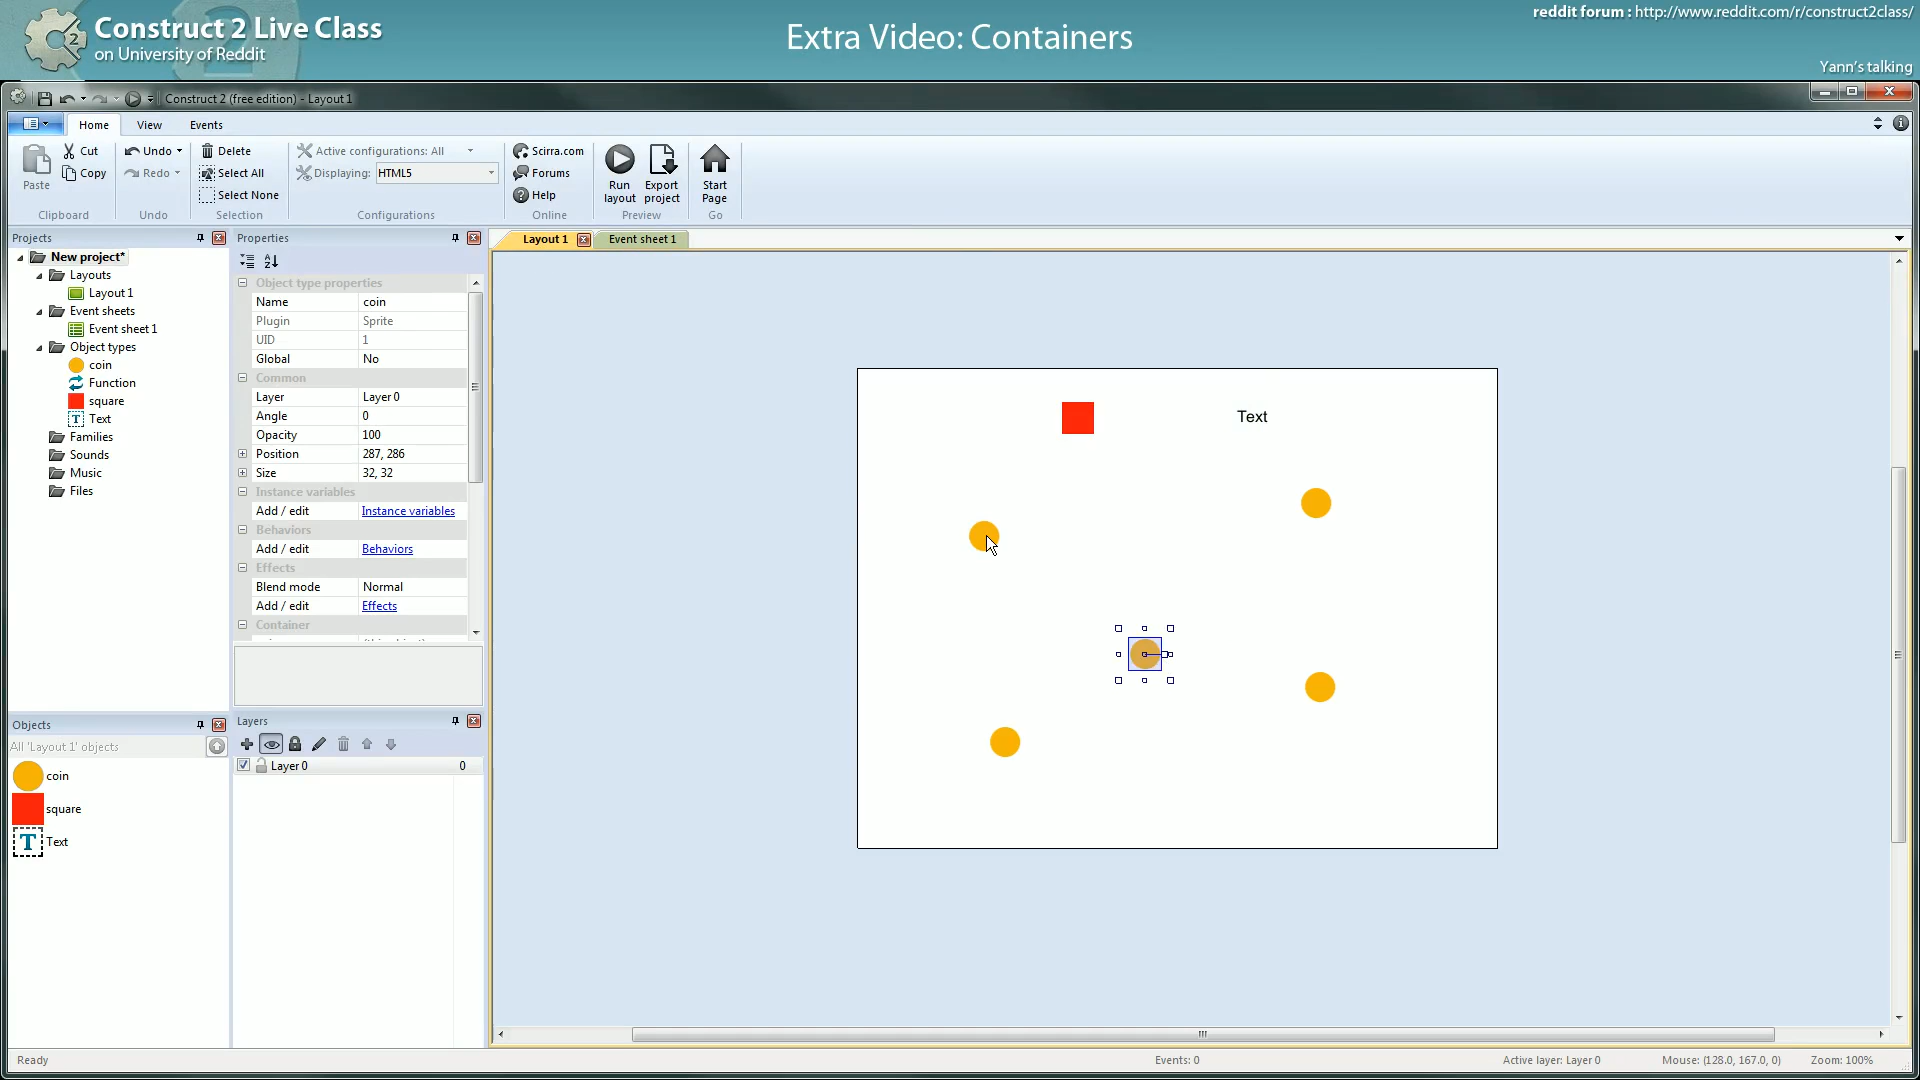 Construct 2 Live Class
on University of Reddit
Extra Video: Containers
reddit forum : http://www.reddit.com/r/construct2class/
Yann's talking
Construct 2 (free edition) - Layout 1
Home
View
Events
Paste
Cut
Copy
Clipboard
Undo
Redo
Undo
Delete
Select All
Select None
Selection
Active configurations: All
Displaying: HTML5
Configurations
Scirra.com
Forums
Help
Online
Run layout
Export project
Preview
Start Page
Go
Projects
New project*
Layouts
Layout 1
Event sheets
Event sheet 1
Object types
coin
Function
square
Text
Families
Sounds
Music
Files
Properties
Object type properties
Name coin
Plugin Sprite
UID 1
Global No
Common
Layer Layer 0
Angle 0
Opacity 100
Position 287, 286
Size 32, 32
Instance variables
Add / edit Instance variables
Behaviors
Add / edit Behaviors
Effects
Blend mode Normal
Add / edit Effects
Container
Layout 1
Event sheet 1
Text
Objects
All 'Layout 1' objects
coin
square
Text
Layers
Layer 0 0
Ready
Events: 0
Active layer: Layer 0
Mouse: (128.0, 167.0, 0)
Zoom: 100%